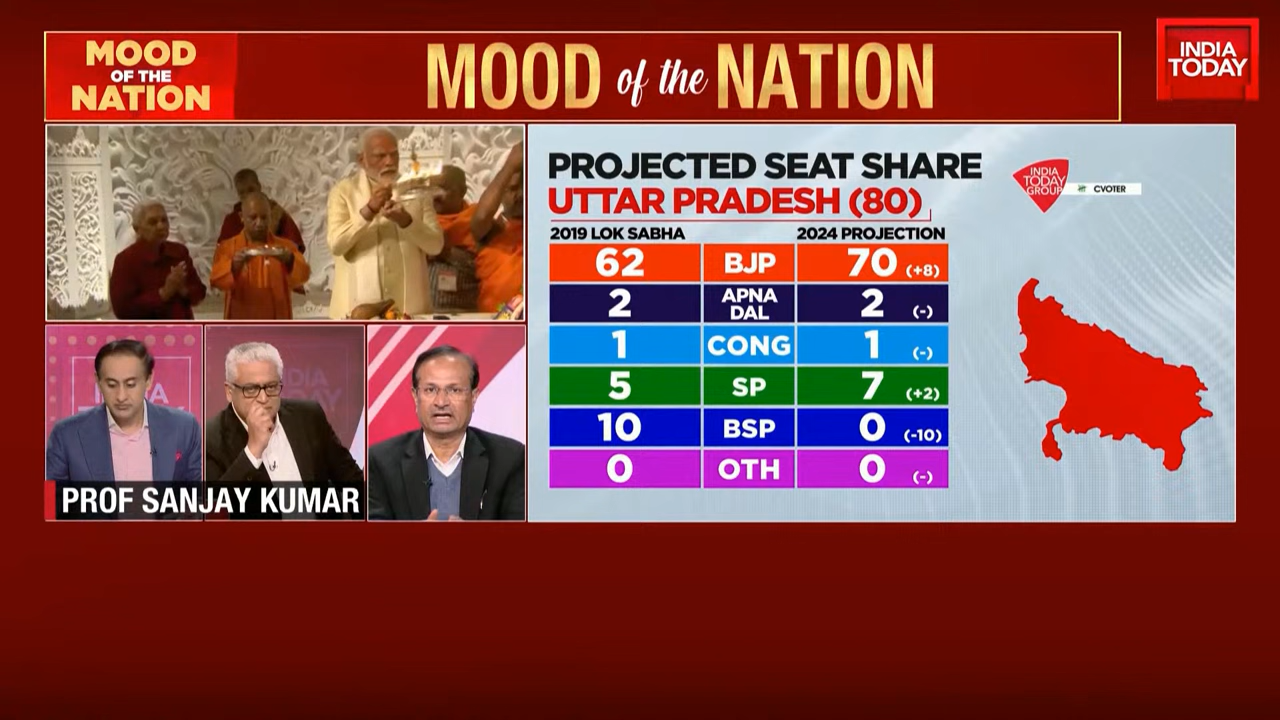 MOOD
OF THE
NATION
MOOD of the NATION
INDIA
TODAY
PROJECTED SEAT SHARE
UTTAR PRADESH (80)
INDIA
TODAY
GROUP
CVOTER
2019 LOK SABHA
2024 PROJECTION
62 BJP 70 (+8)
2 APNA DAL 2 (-)
1 CONG 1 (-)
5 SP 7 (+2)
10 BSP 0 (-10)
0 OTH 0 (-)
PROF SANJAY KUMAR